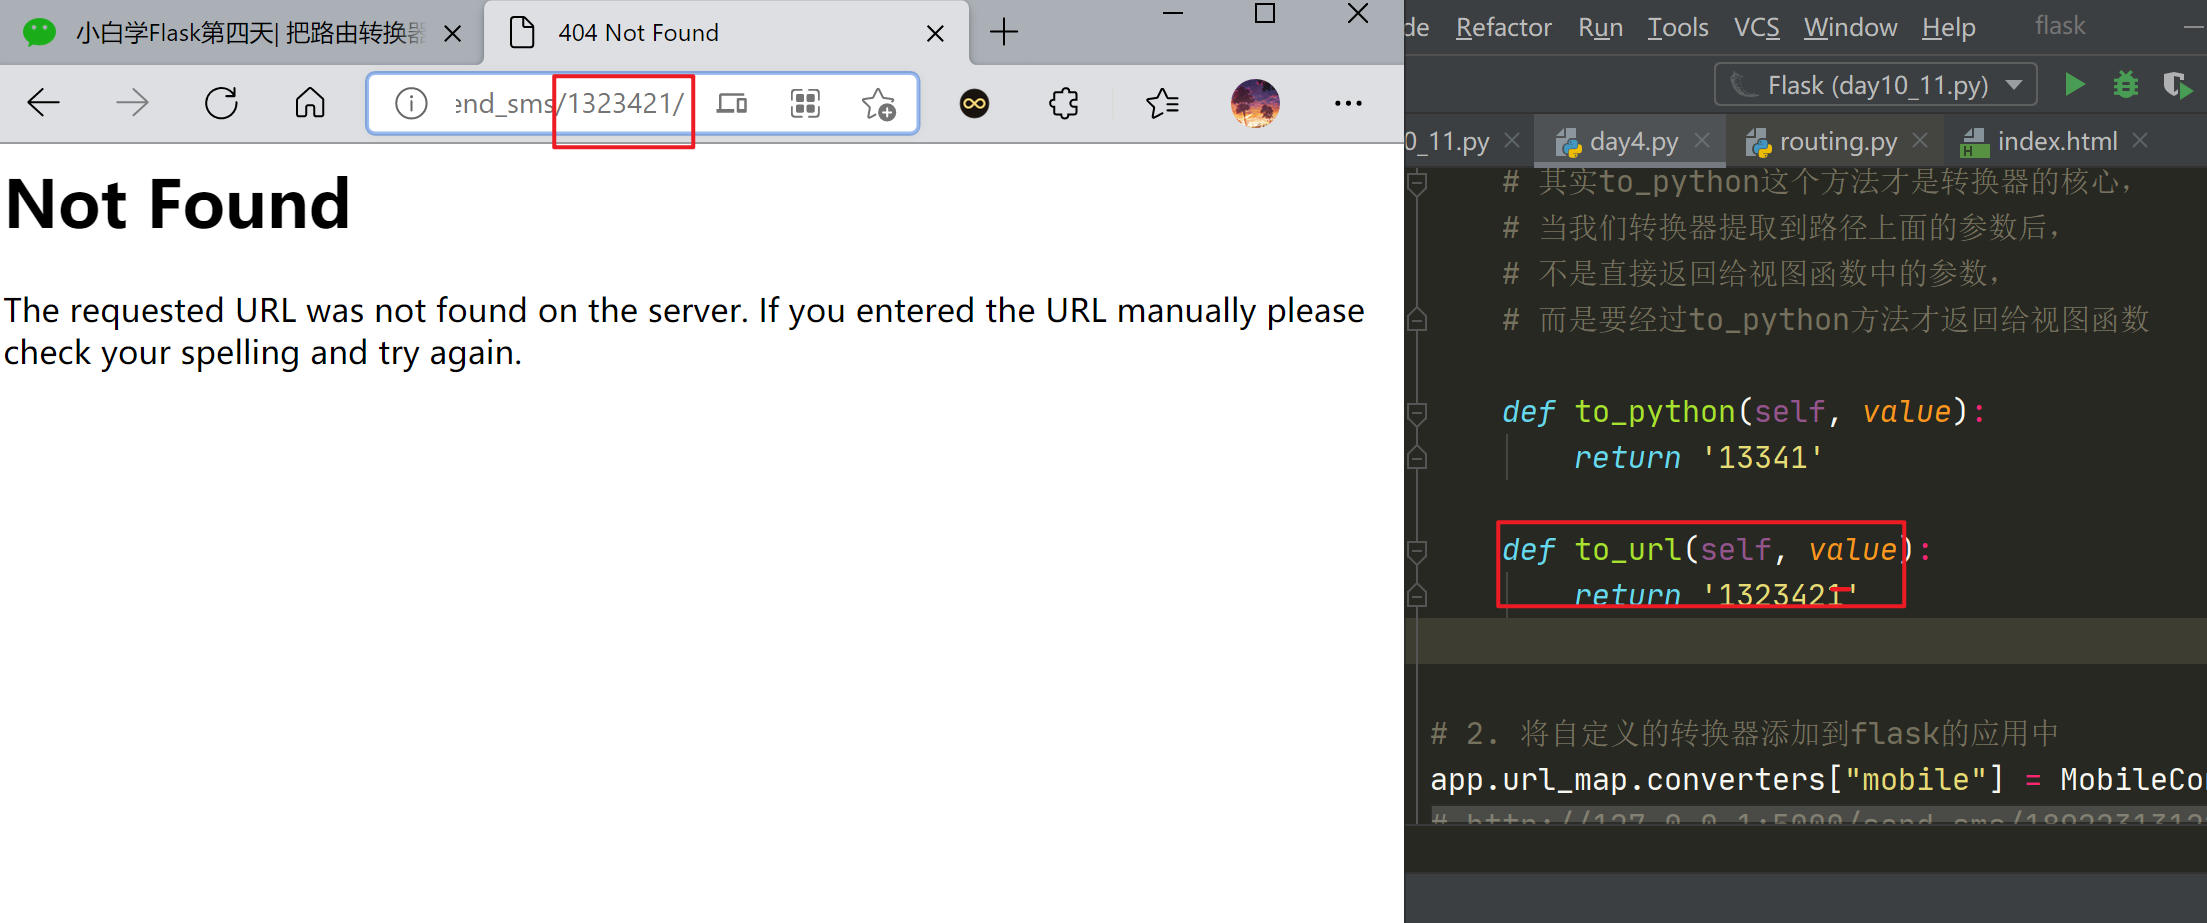 小白学Flask第四天| 把路由转换器
404 Not Found
end_sms/1323421/
Not Found
The requested URL was not found on the server. If you entered the URL manually please
check your spelling and try again.
de Refactor Run Tools VCS Window Help flask
Flask (day10_11.py)
0_11.py day4.py routing.py index.html
# 其实to_python这个方法才是转换器的核心，
# 当我们转换器提取到路径上面的参数后，
# 不是直接返回给视图函数中的参数，
# 而是要经过to_python方法才返回给视图函数
def to_python(self, value):
return '13341'
def to_url(self, value):
return '1323421'
# 2. 将自定义的转换器添加到flask的应用中
app.url_map.converters["mobile"] = MobileCon